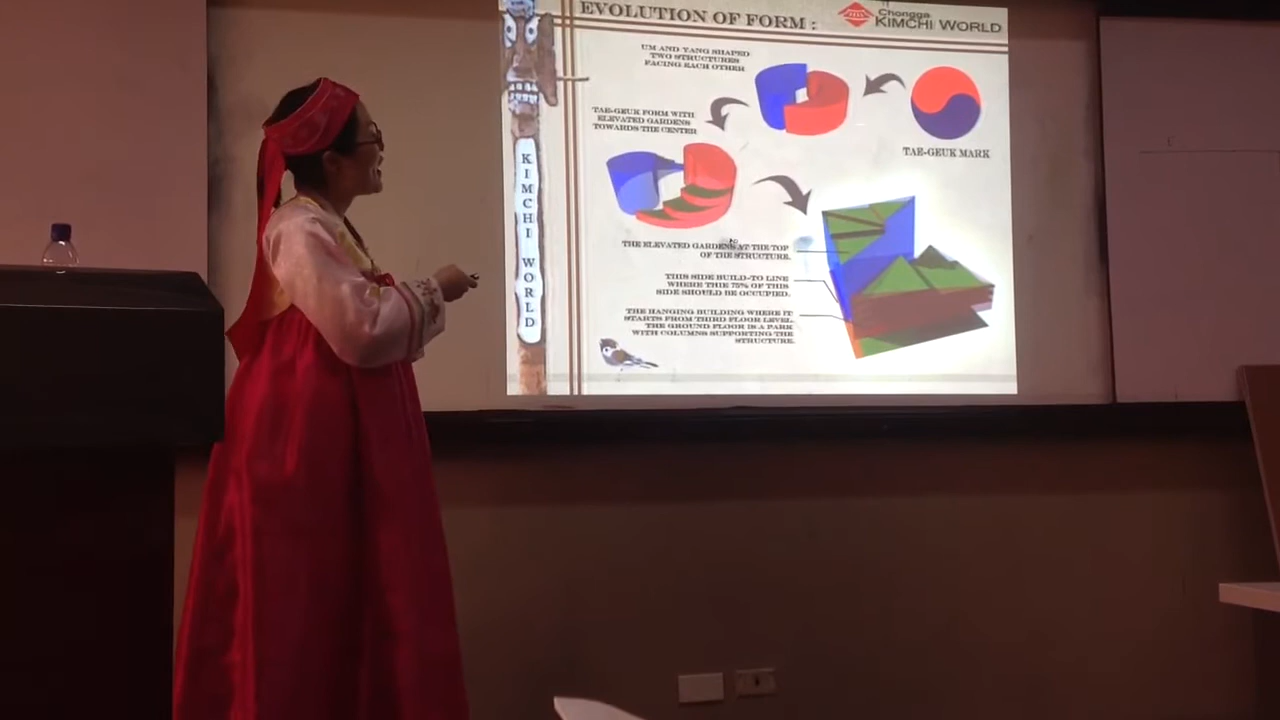 EVOLUTION OF FORM :
Chongga
KIMCHI WORLD
UM AND YANG SHAPED
TWO STRUCTURES
FACING EACH OTHER
TAE-GEUK FORM WITH
ELEVATED GARDENS
TOWARDS THE CENTER
TAE-GEUK MARK
KIMCHI WORLD
THE ELEVATED GARDENS AT THE TOP
OF THE STRUCTURE.
THIS SIDE BUILD-TO LINE
WHERE THE 75% OF THIS
SIDE SHOULD BE OCCUPIED.
THE HANGING BUILDING WHERE IT
STARTS FROM THIRD FLOOR LEVEL.
THE GROUND FLOOR IS A PARK
WITH COLUMNS SUPPORTING THE
STRUCTURE.